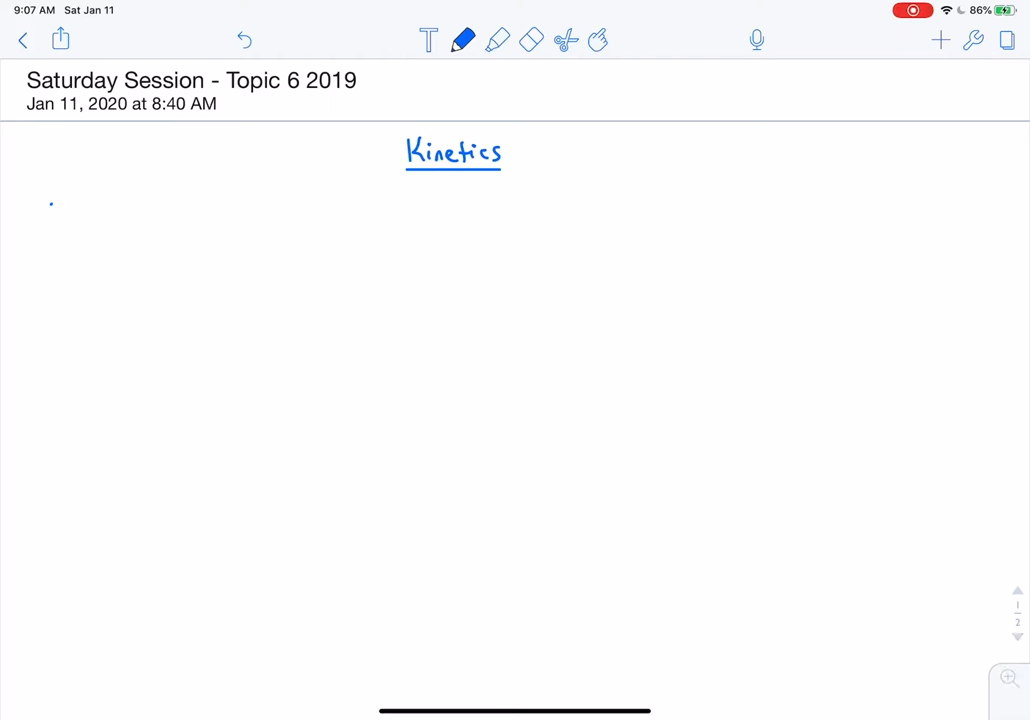 9:07 AM Sat Jan 11
86%
T
Saturday Session - Topic 6 2019
Jan 11, 2020 at 8:40 AM
Kinetics
1
2